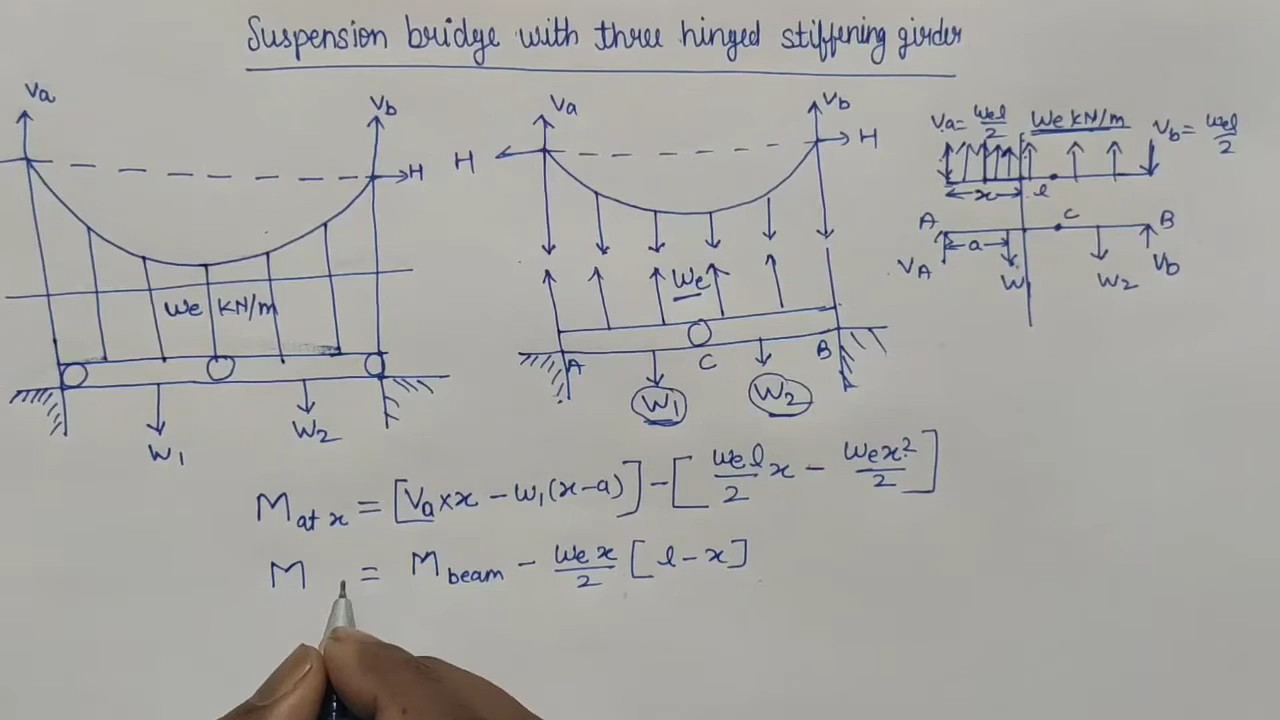 Suspension bridge with three hinged stiffening girder
Va
Vb
H
We KN/m
W1
W2
Va
Vb
H
H
We
A
C
B
W1
W2
Va = Wel/2
We KN/m
Vb = Wel/2
x
l
A
C
B
a
VA
W
W2
Vb
M at x = [Va × x − W1(x−a)] − [Wel/2 x − Wex²/2]
M = Mbeam − Wex/2 [l−x]